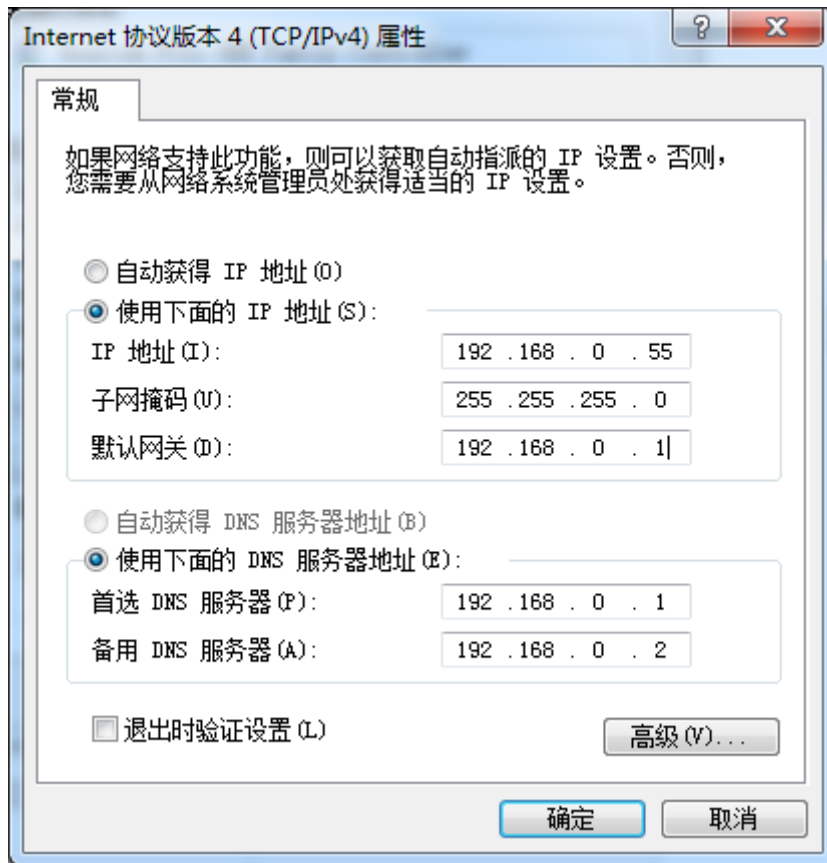 Internet 协议版本 4 (TCP/IPv4) 属性
?
X
常规
如果网络支持此功能，则可以获取自动指派的 IP 设置。否则，
您需要从网络系统管理员处获得适当的 IP 设置。
自动获得 IP 地址(O)
使用下面的 IP 地址(S):
IP 地址(I): 192 . 168 . 0 . 55
子网掩码(U): 255 . 255 . 255 . 0
默认网关(D): 192 . 168 . 0 . 1
自动获得 DNS 服务器地址(B)
使用下面的 DNS 服务器地址(E):
首选 DNS 服务器(P): 192 . 168 . 0 . 1
备用 DNS 服务器(A): 192 . 168 . 0 . 2
退出时验证设置(L)
高级(V)...
确定 取消